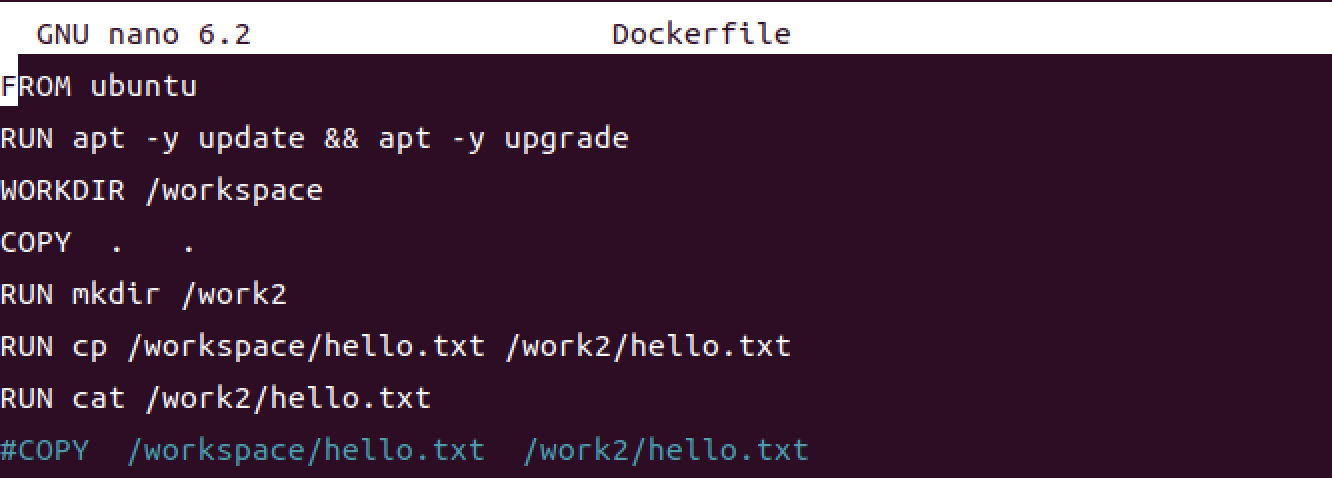 GNU nano 6.2 Dockerfile
FROM ubuntu
RUN apt -y update && apt -y upgrade
WORKDIR /workspace
COPY  .   .
RUN mkdir /work2
RUN cp /workspace/hello.txt /work2/hello.txt
RUN cat /work2/hello.txt
#COPY  /workspace/hello.txt  /work2/hello.txt